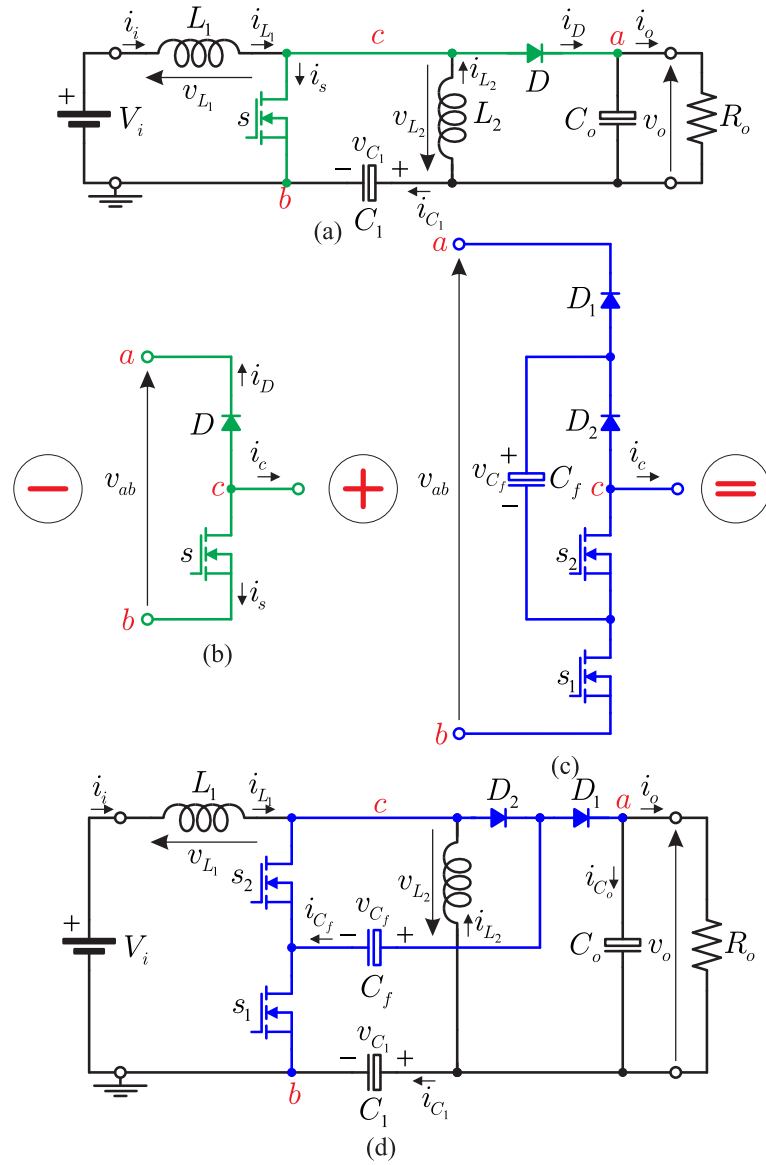 i_i L_1 i_{L_1} c i_D a i_o
v_{L_1} i_s i_{L_2} D
+ V_i s v_{L_2} L_2 C_o v_o R_o
− v_{C_1} +
b C_1 i_{C_1}
(a)
a
D_1
a
i_D
D D_2
− v_{ab} c i_c + v_{ab} + v_{C_f} − C_f c i_c =
s s_2
b i_s
(b)
s_1
b
(c)
i_i L_1 i_{L_1} c D_2 D_1 a i_o
v_{L_1} s_2 v_{L_2} i_{C_o}
i_{C_f} − v_{C_f} + i_{L_2}
+ V_i C_f C_o v_o R_o
s_1
− v_{C_1} +
b C_1 i_{C_1}
(d)